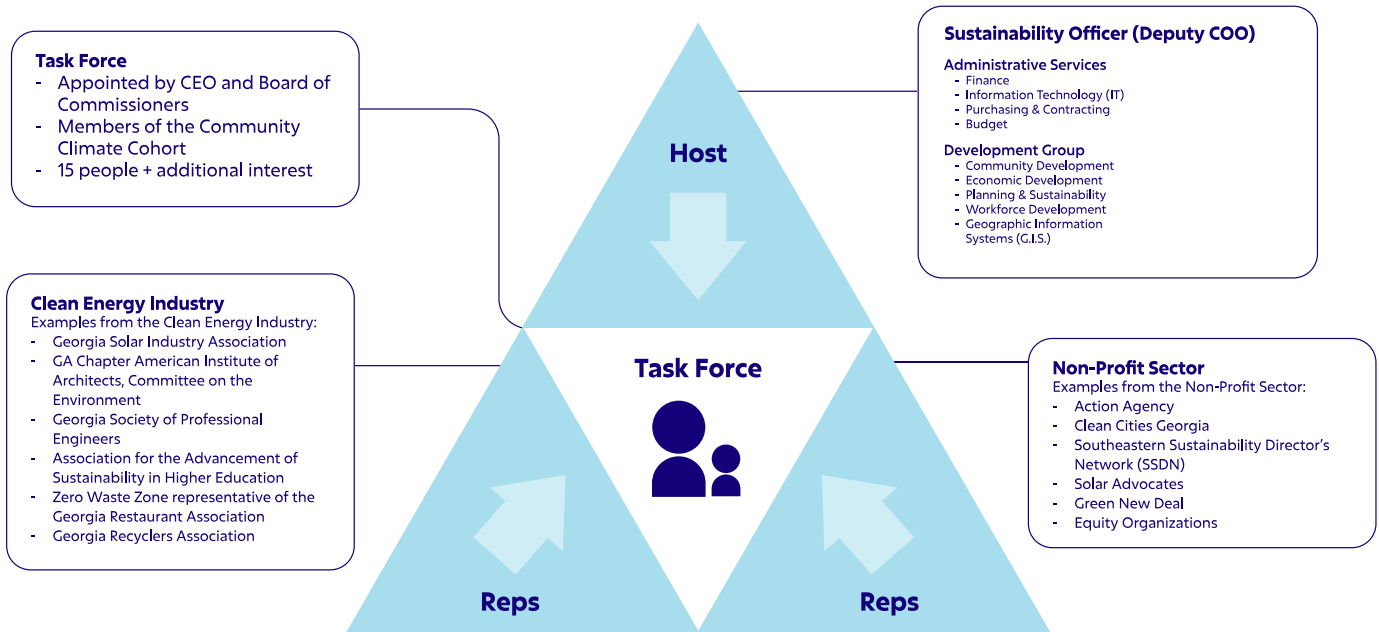 Task Force
- Appointed by CEO and Board of
Commissioners
- Members of the Community
Climate Cohort
- 15 people + additional interest
Sustainability Officer (Deputy COO)
Administrative Services
- Finance
- Information Technology (IT)
- Purchasing & Contracting
- Budget
Development Group
- Community Development
- Economic Development
- Planning & Sustainability
- Workforce Development
- Geographic Information
Systems (G.I.S.)
Host
Clean Energy Industry
Examples from the Clean Energy Industry:
- Georgia Solar Industry Association
- GA Chapter American Institute of
Architects, Committee on the
Environment
- Georgia Society of Professional
Engineers
- Association for the Advancement of
Sustainability in Higher Education
- Zero Waste Zone representative of the
Georgia Restaurant Association
- Georgia Recyclers Association
Task Force
Non-Profit Sector
Examples from the Non-Profit Sector:
- Action Agency
- Clean Cities Georgia
- Southeastern Sustainability Director’s
Network (SSDN)
- Solar Advocates
- Green New Deal
- Equity Organizations
Reps
Reps